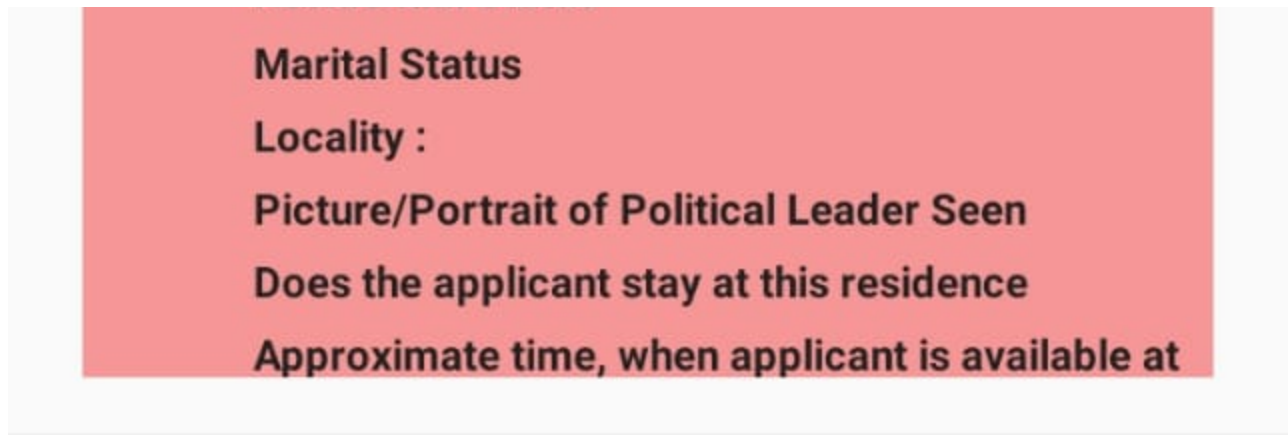 Marital Status
Locality :
Picture/Portrait of Political Leader Seen
Does the applicant stay at this residence
Approximate time, when applicant is available at